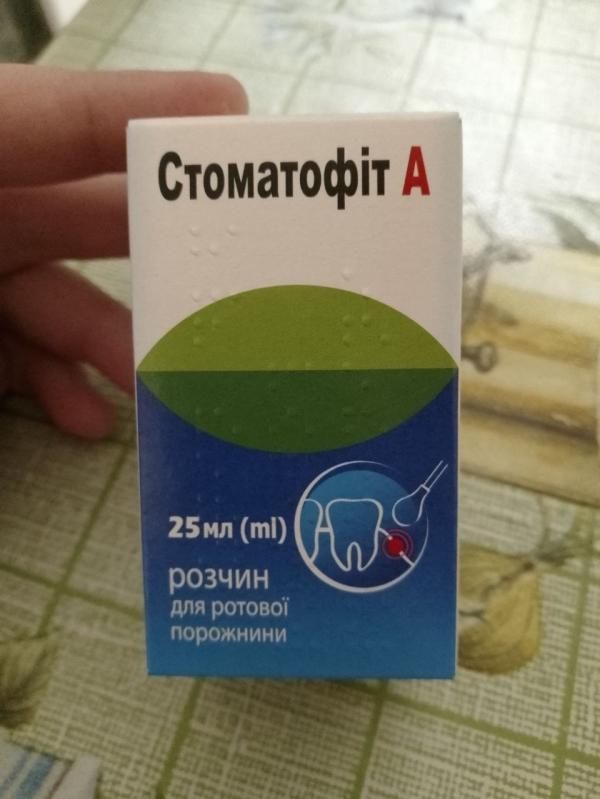 Стоматофіт А
25 мл (ml)
розчин
для ротової
порожнини